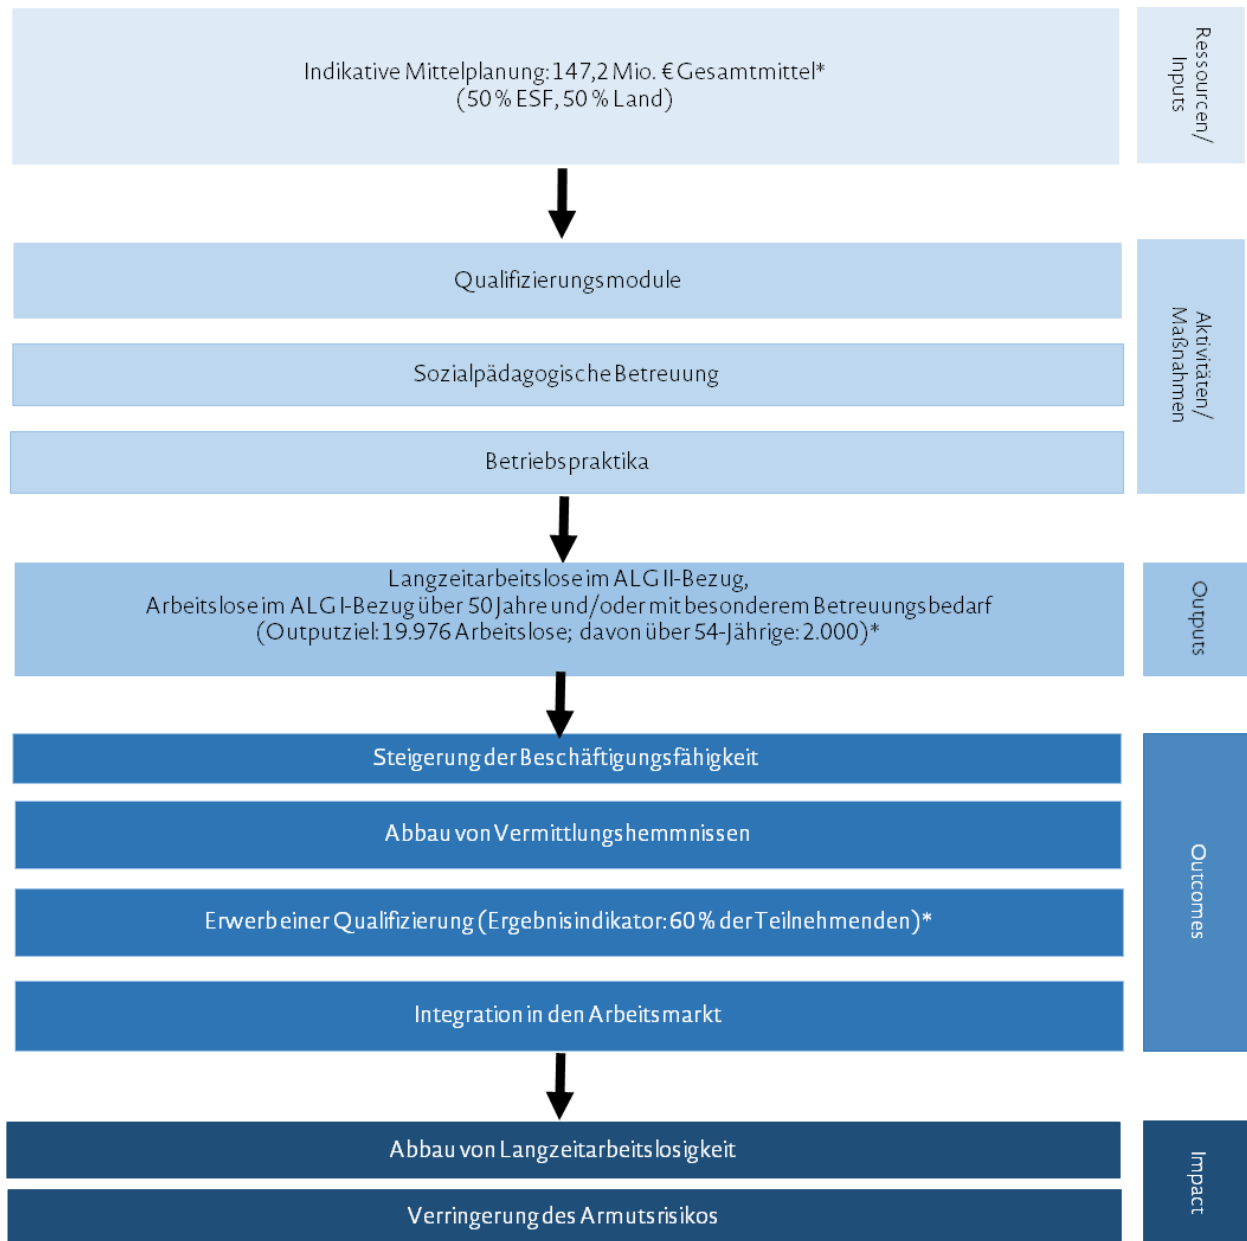 Indikative Mittelplanung: 147,2 Mio. € Gesamtmittel*
(50 % ESF, 50 % Land)
Ressourcen/
Inputs
Qualifizierungsmodule
Sozialpädagogische Betreuung
Betriebspraktika
Aktivitäten/
Maßnahmen
Langzeitarbeitslose im ALG II-Bezug,
Arbeitslose im ALG I-Bezug über 50 Jahre und/oder mit besonderem Betreuungsbedarf
(Outputziel: 19.976 Arbeitslose; davon über 54-Jährige: 2.000)*
Outputs
Steigerung der Beschäftigungsfähigkeit
Abbau von Vermittlungshemmnissen
Erwerb einer Qualifizierung (Ergebnisindikator: 60 % der Teilnehmenden)*
Integration in den Arbeitsmarkt
Outcomes
Abbau von Langzeitarbeitslosigkeit
Verringerung des Armutsrisikos
Impact